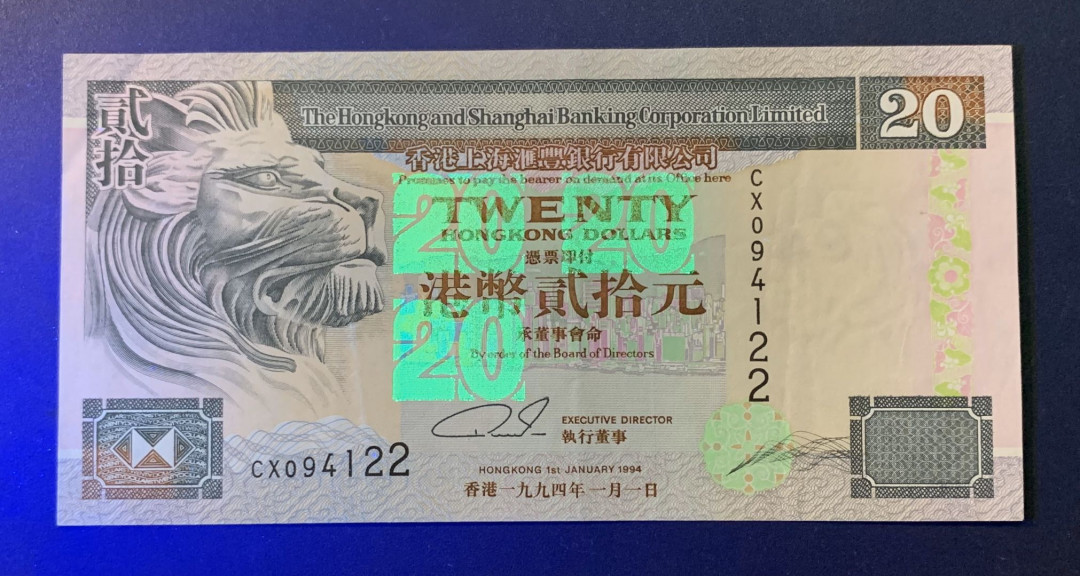 貳拾
The Hongkong and Shanghai Banking Corporation Limited
20
香港上海滙豐銀行有限公司
Promises to pay the bearer on demand at its Office here
TWENTY
HONGKONG DOLLARS
憑票即付
港幣貳拾元
承董事會命
By order of the Board of Directors
20 20
20
CX094122
EXECUTIVE DIRECTOR
執行董事
CX094122
HONGKONG 1st JANUARY 1994
香港一九九四年一月一日